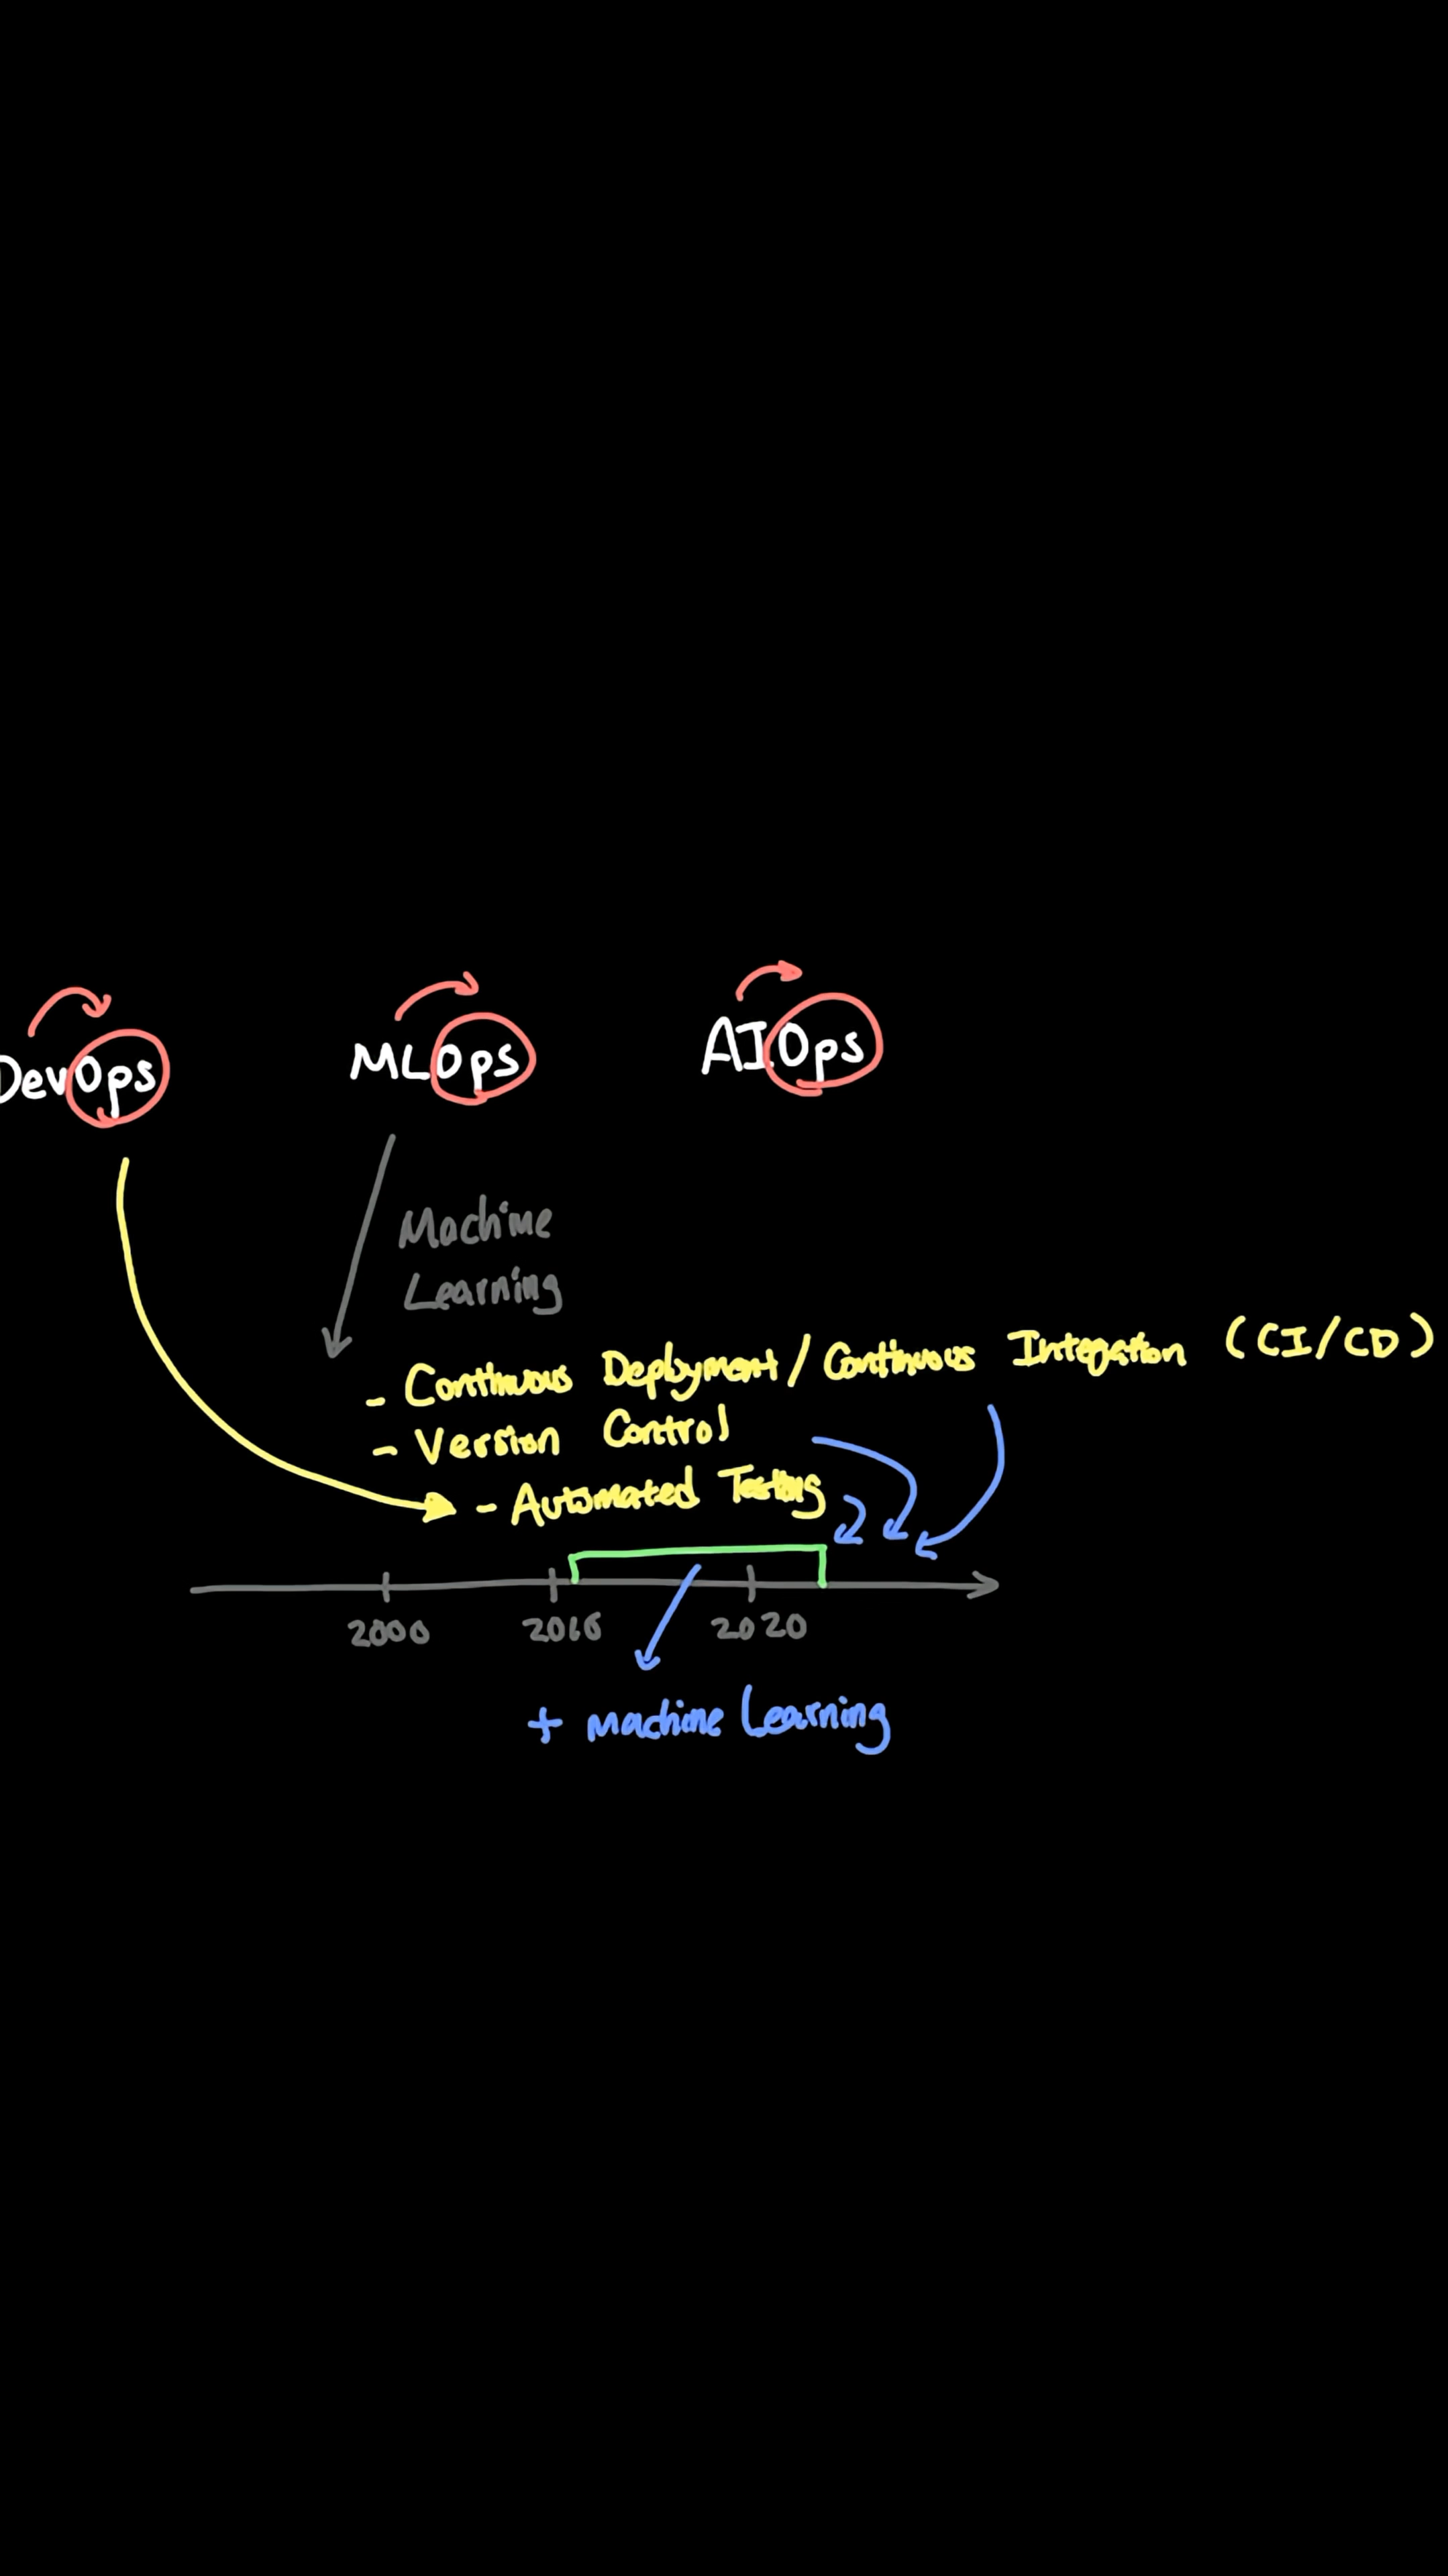 DevOps MLOps AIOps
Machine
Learning
- Continuous Deployment / Continuous Integration (CI/CD)
- Version Control
- Automated Testing
2000 2016 2020
+ machine Learning